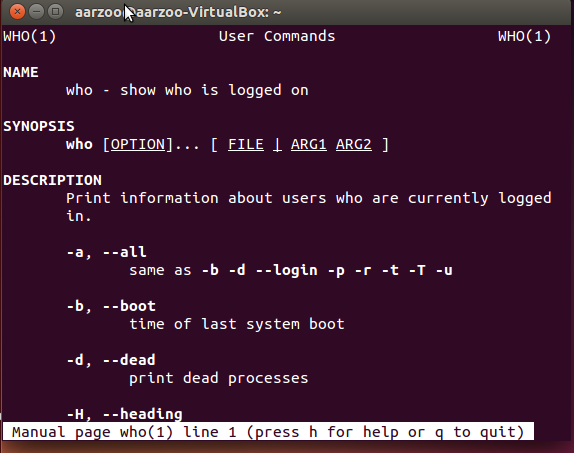 aarzoo@aarzoo-VirtualBox: ~
WHO(1) User Commands WHO(1)
NAME
who - show who is logged on
SYNOPSIS
who [OPTION]... [ FILE | ARG1 ARG2 ]
DESCRIPTION
Print information about users who are currently logged
in.
-a, --all
same as -b -d --login -p -r -t -T -u
-b, --boot
time of last system boot
-d, --dead
print dead processes
-H, --heading
Manual page who(1) line 1 (press h for help or q to quit)